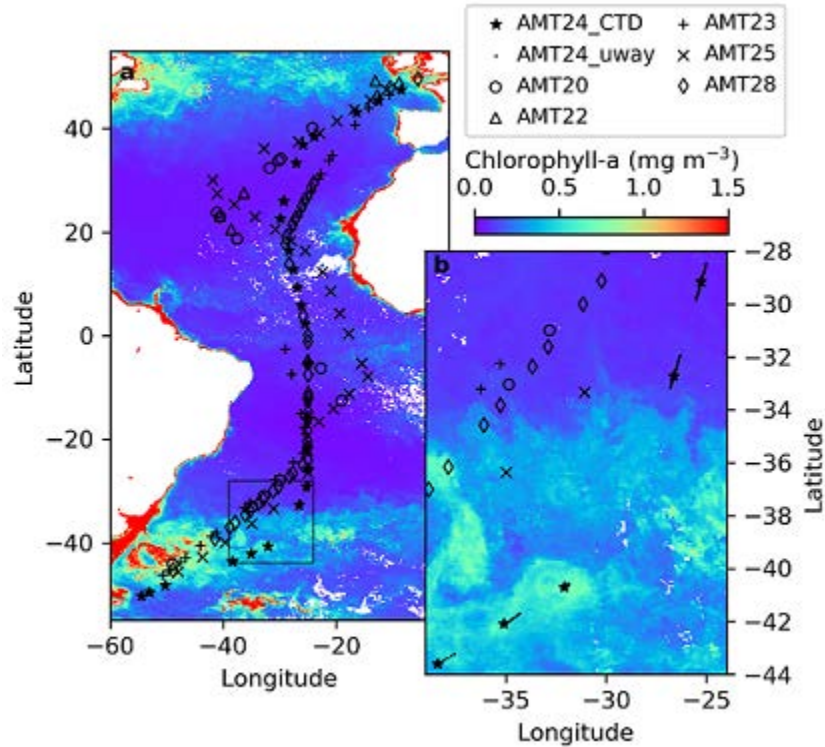 AMT24_CTD
AMT24_uway
AMT20
AMT22
AMT23
AMT25
AMT28
Chlorophyll-a (mg m⁻³)
0.0 0.5 1.0 1.5
a
40
20
0
−20
−40
Latitude
−60 −40 −20
Longitude
b
−28
−30
−32
−34
−36
−38
−40
−42
−44
Latitude
−35 −30 −25
Longitude